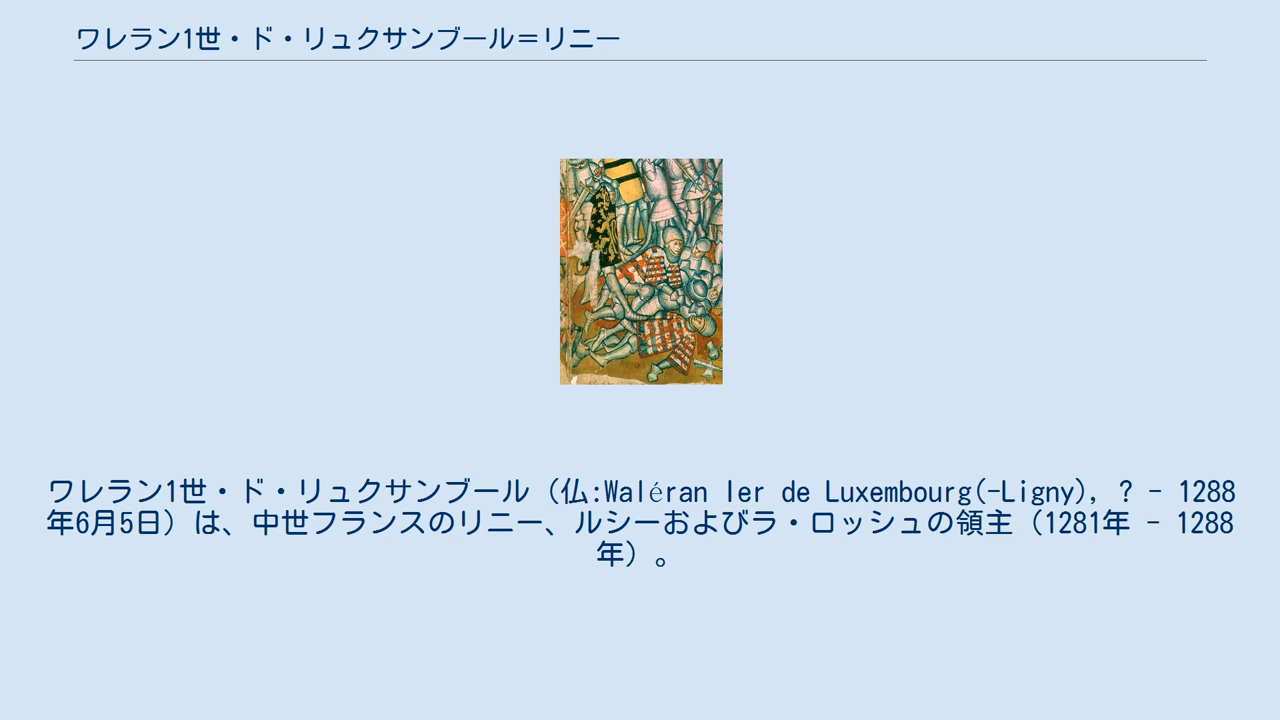 ワレラン1世・ド・リュクサンブール＝リニー
ワレラン1世・ド・リュクサンブール（仏:Waléran Ier de Luxembourg(-Ligny), ? - 1288
年6月5日）は、中世フランスのリニー、ルシーおよびラ・ロッシュの領主（1281年 - 1288
年）。